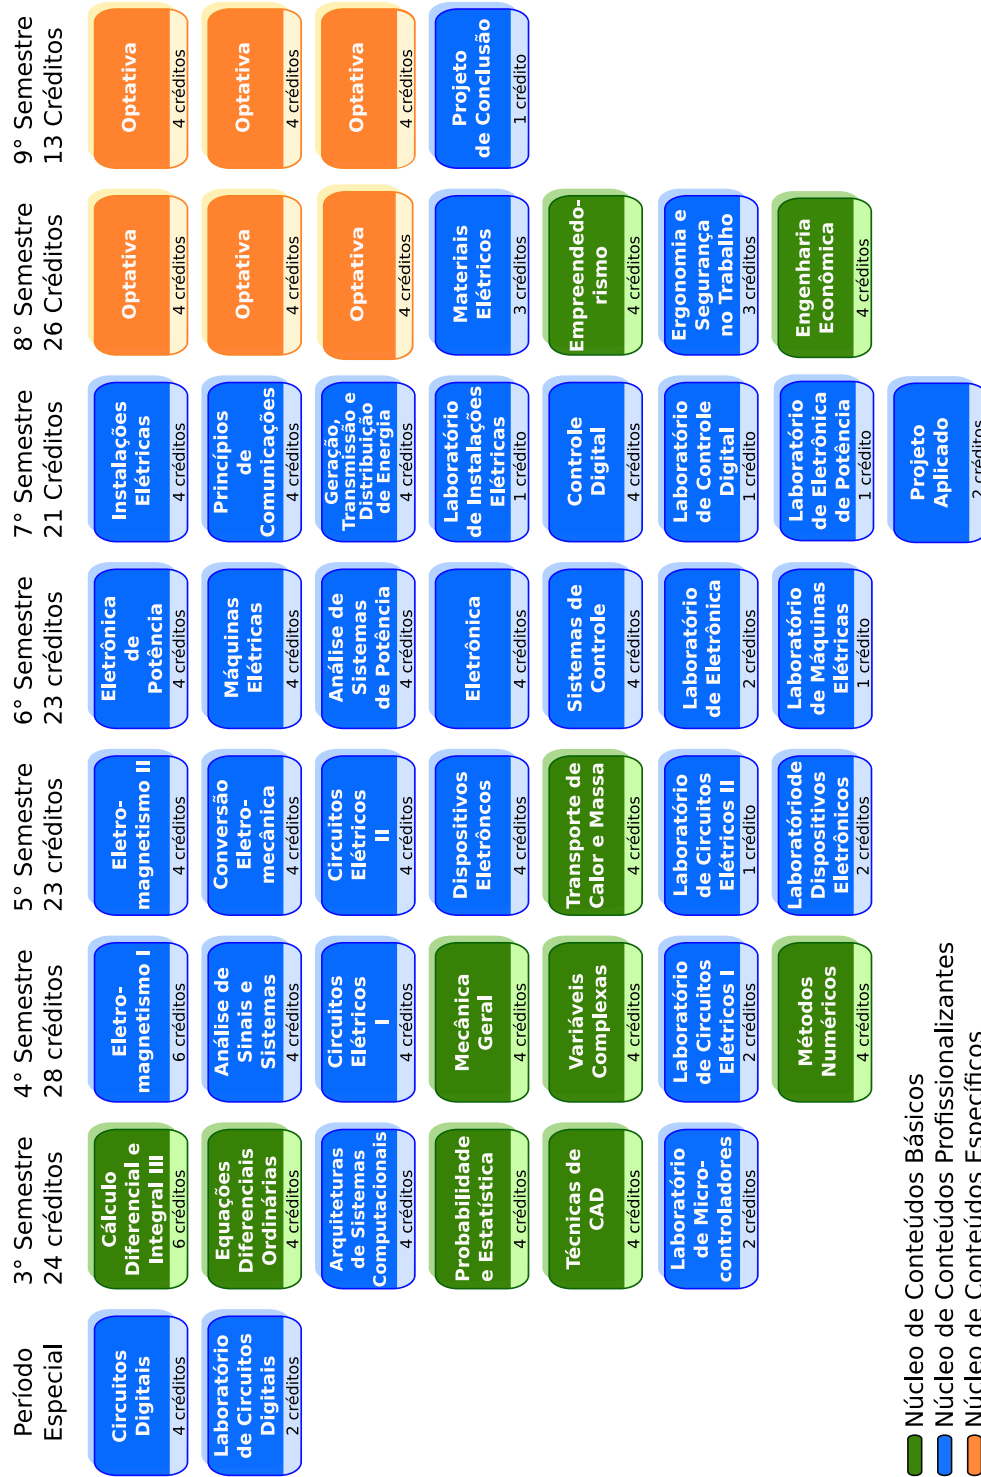 Período
Especial
Circuitos
Digitais
4 créditos
Laboratório
de Circuitos
Digitais
2 créditos
3° Semestre
24 créditos
Cálculo
Diferencial e
Integral III
6 créditos
Equações
Diferenciais
Ordinárias
4 créditos
Arquiteturas
de Sistemas
Computacionais
4 créditos
Probabilidade
e Estatística
4 créditos
Técnicas de
CAD
4 créditos
Laboratório
de Micro-
controladores
2 créditos
4° Semestre
28 créditos
Eletro-
magnetismo I
6 créditos
Análise de
Sinais e
Sistemas
4 créditos
Circuitos
Elétricos
I
4 créditos
Mecânica
Geral
4 créditos
Variáveis
Complexas
4 créditos
Laboratório
de Circuitos
Elétricos I
2 créditos
Métodos
Numéricos
4 créditos
5° Semestre
23 créditos
Eletro-
magnetismo II
4 créditos
Conversão
Eletro-
mecânica
4 créditos
Circuitos
Elétricos
II
4 créditos
Dispositivos
Eletrôncos
4 créditos
Transporte de
Calor e Massa
4 créditos
Laboratório
de Circuitos
Elétricos II
1 crédito
Laboratóriode
Dispositivos
Eletrônicos
2 créditos
6° Semestre
23 créditos
Eletrônica
de
Potência
4 créditos
Máquinas
Elétricas
4 créditos
Análise de
Sistemas
de Potência
4 créditos
Eletrônica
4 créditos
Sistemas de
Controle
4 créditos
Laboratório
de Eletrônica
2 créditos
Laboratório
de Máquinas
Elétricas
1 crédito
7° Semestre
21 Créditos
Instalações
Elétricas
4 créditos
Princípios
de
Comunicações
4 créditos
Geração,
Transmissão e
Distribuição
de Energia
4 créditos
Laboratório
de Instalações
Elétricas
1 crédito
Controle
Digital
4 créditos
Laboratório
de Controle
Digital
1 crédito
Laboratório
de Eletrônica
de Potência
1 crédito
Projeto
Aplicado
2 créditos
8° Semestre
26 Créditos
Optativa
4 créditos
Optativa
4 créditos
Optativa
4 créditos
Materiais
Elétricos
3 créditos
Empreendedo-
rismo
4 créditos
Ergonomia e
Segurança
no Trabalho
3 créditos
Engenharia
Econômica
4 créditos
9° Semestre
13 Créditos
Optativa
4 créditos
Optativa
4 créditos
Optativa
4 créditos
Projeto
de Conclusão
1 crédito
Núcleo de Conteúdos Básicos
Núcleo de Contéudos Profissionalizantes
Núcleo de Conteúdos Específicos